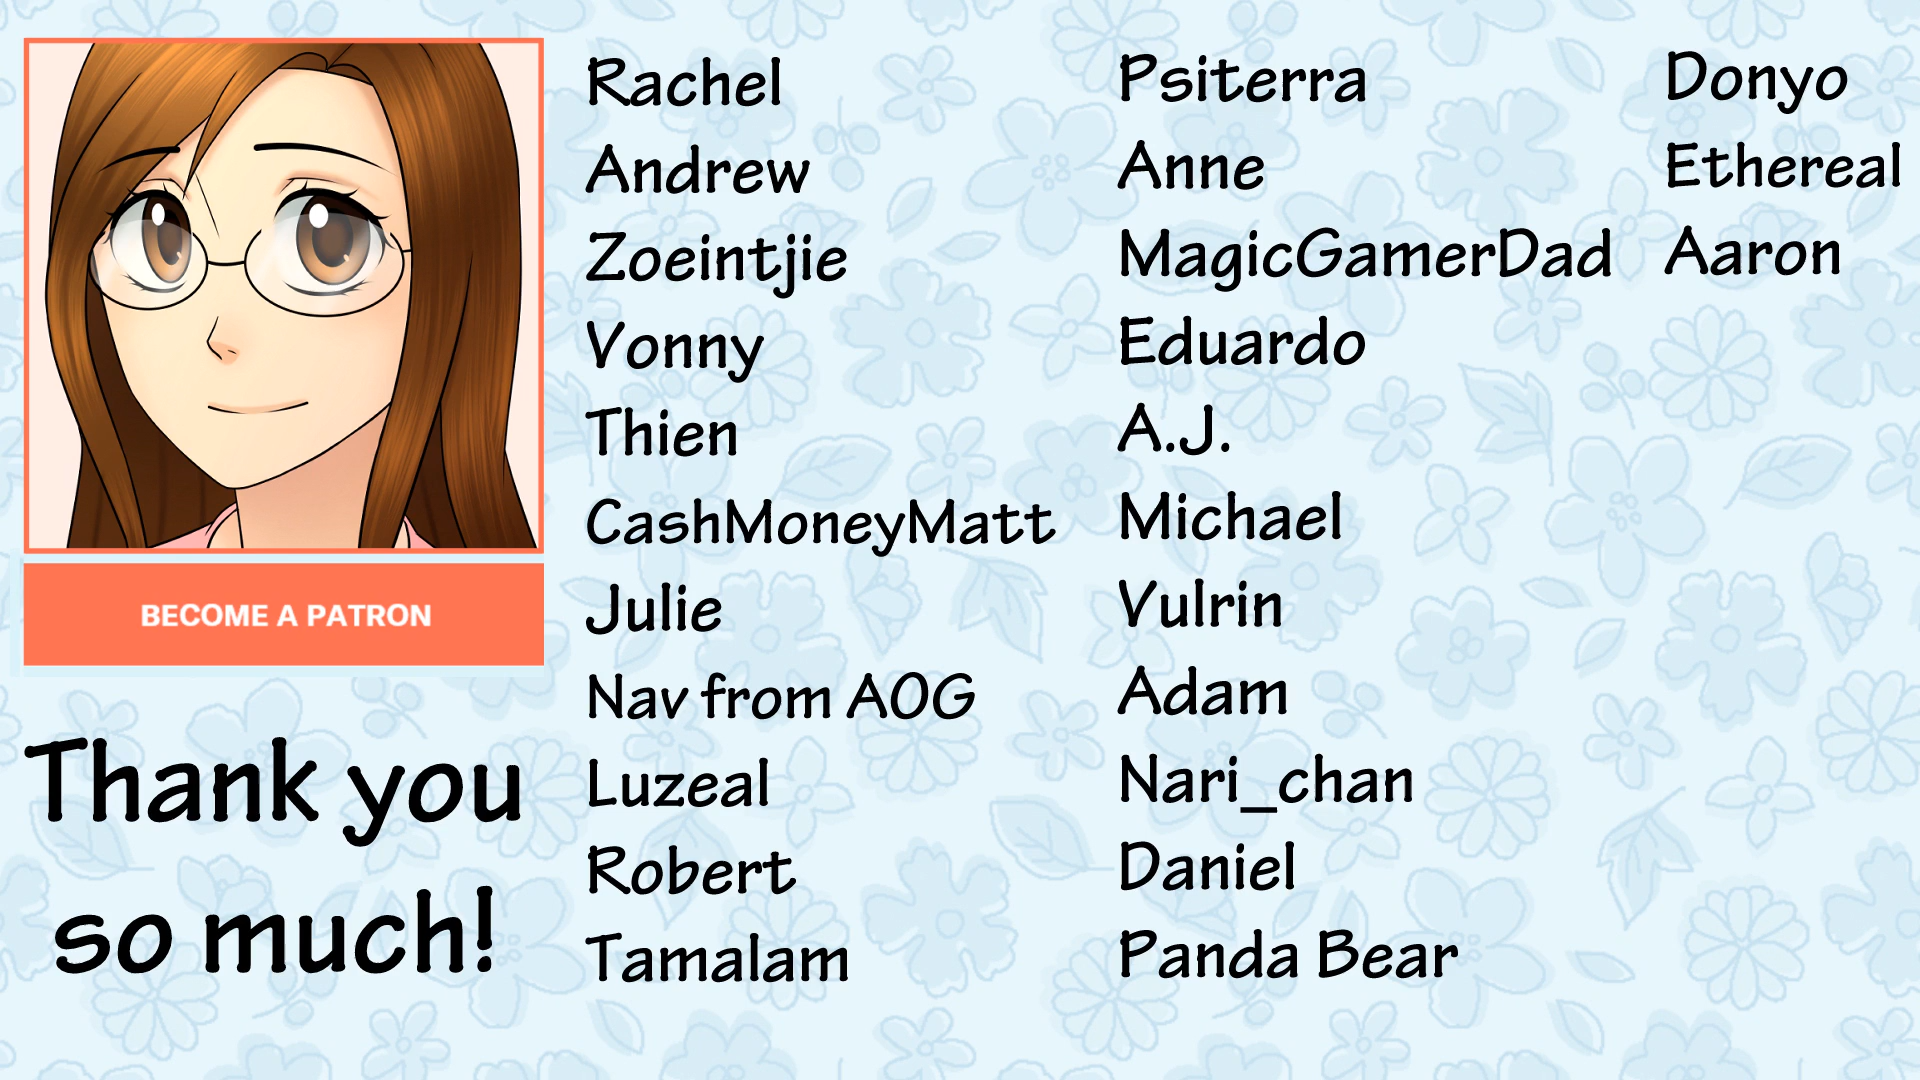 BECOME A PATRON
Thank you
so much!
Rachel
Andrew
Zoeintjie
Vonny
Thien
CashMoneyMatt
Julie
Nav from AOG
Luzeal
Robert
Tamalam
Psiterra
Anne
MagicGamerDad
Eduardo
A.J.
Michael
Vulrin
Adam
Nari_chan
Daniel
Panda Bear
Donyo
Ethereal
Aaron